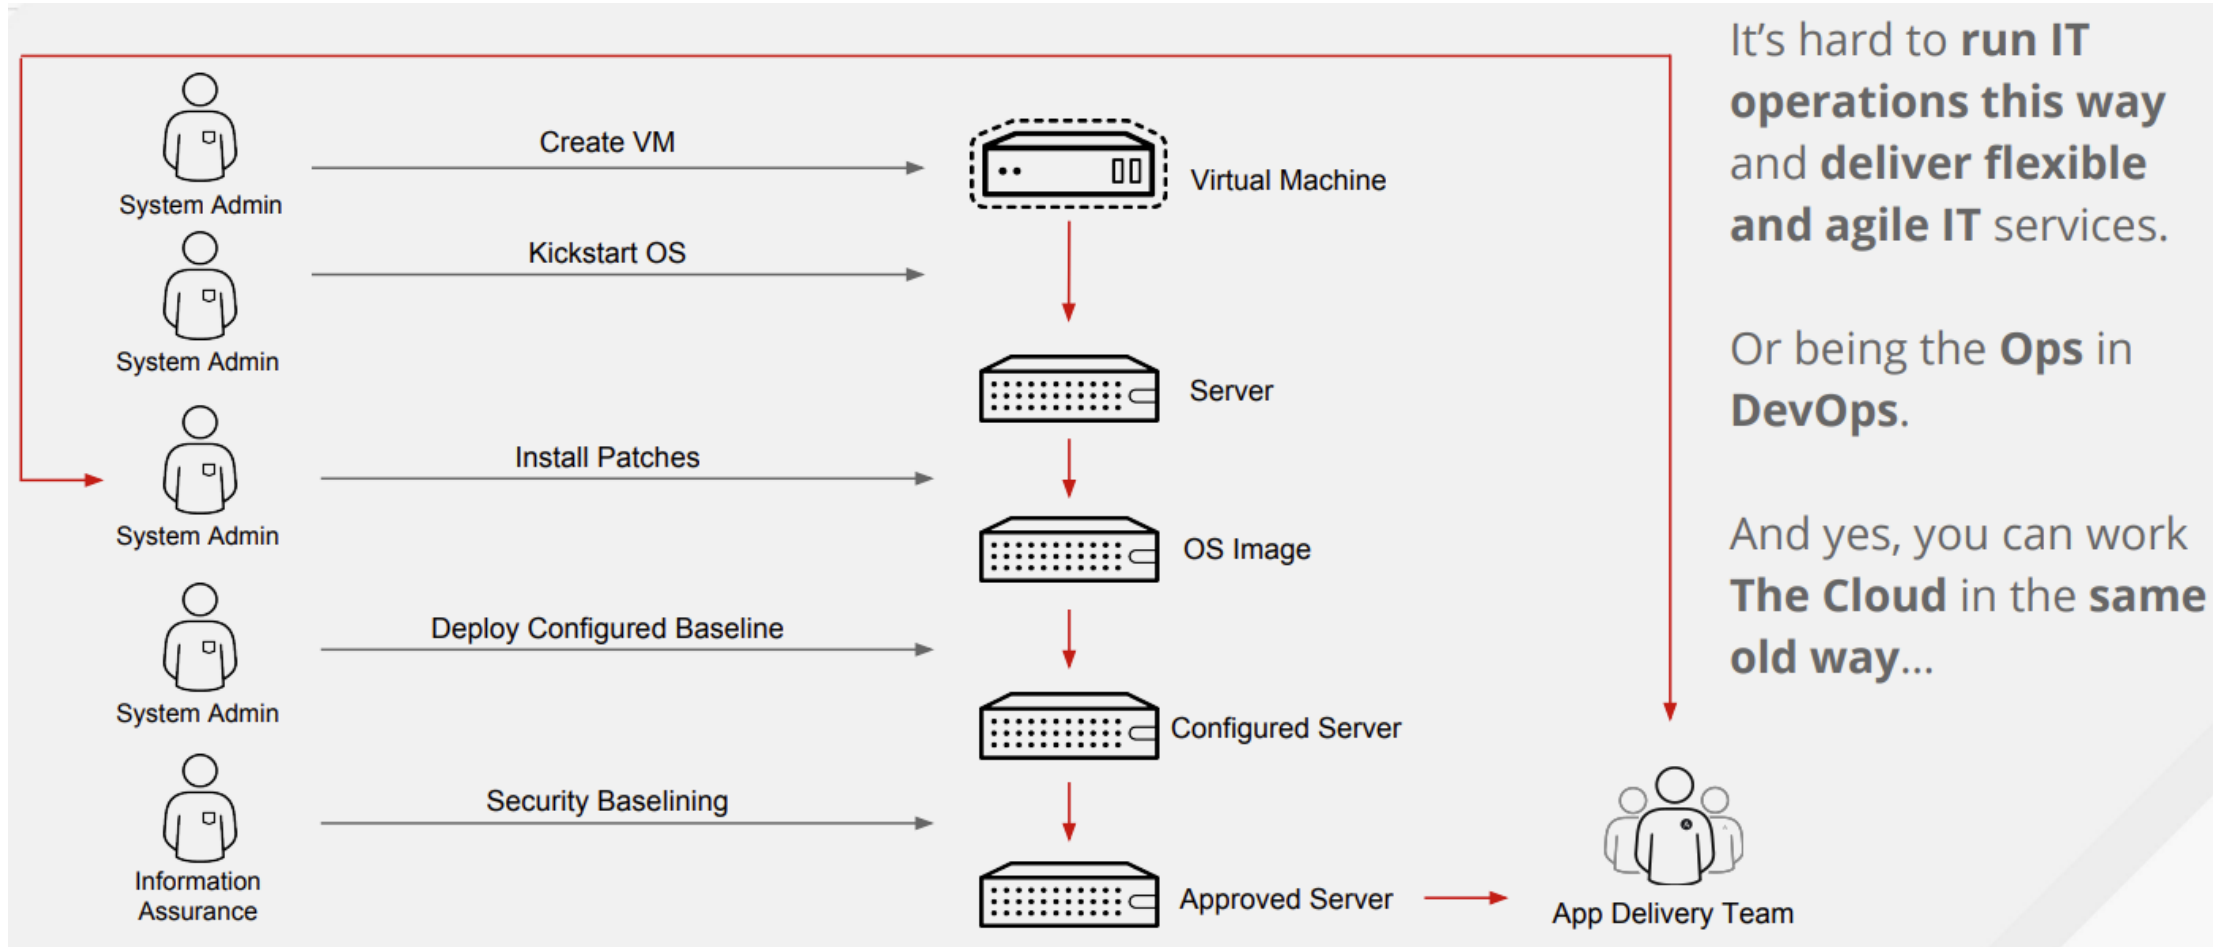 Create VM
System Admin
Virtual Machine
Kickstart OS
System Admin
Server
Install Patches
System Admin
OS Image
Deploy Configured Baseline
System Admin
Configured Server
Security Baselining
Information
Assurance
Approved Server
App Delivery Team
It’s hard to run IT
operations this way
and deliver flexible
and agile IT services.
Or being the Ops in
DevOps.
And yes, you can work
The Cloud in the same
old way...